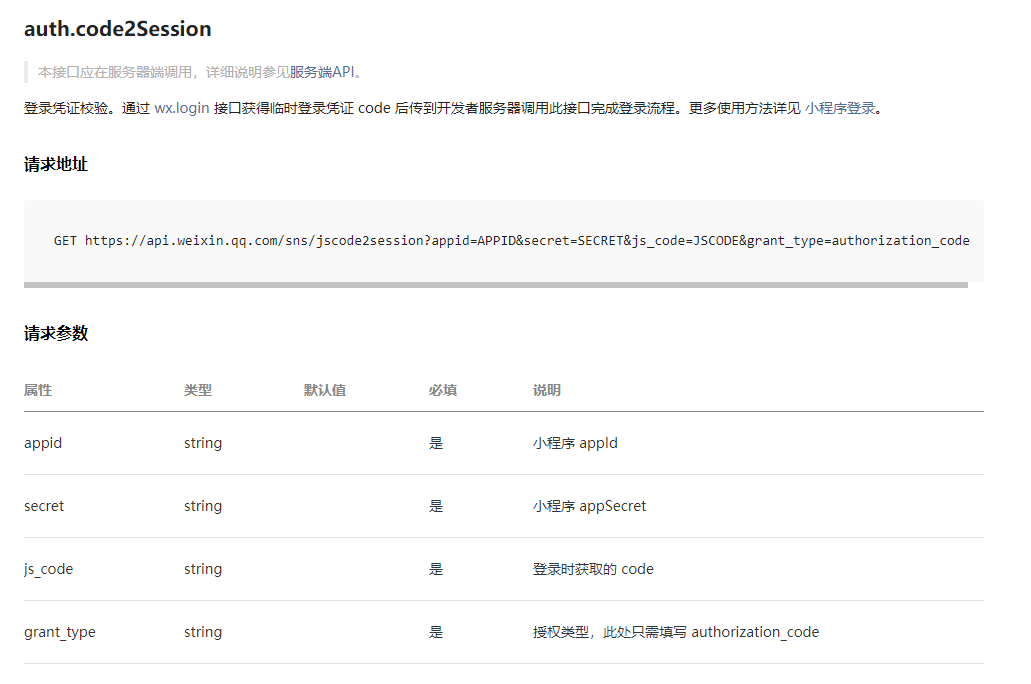 auth.code2Session
本接口应在服务器端调用，详细说明参见服务端API。
登录凭证校验。通过 wx.login 接口获得临时登录凭证 code 后传到开发者服务器调用此接口完成登录流程。更多使用方法详见 小程序登录。
请求地址
GET https://api.weixin.qq.com/sns/jscode2session?appid=APPID&secret=SECRET&js_code=JSCODE&grant_type=authorization_code
请求参数
属性 类型 默认值 必填 说明
appid string 是 小程序 appId
secret string 是 小程序 appSecret
js_code string 是 登录时获取的 code
grant_type string 是 授权类型，此处只需填写 authorization_code